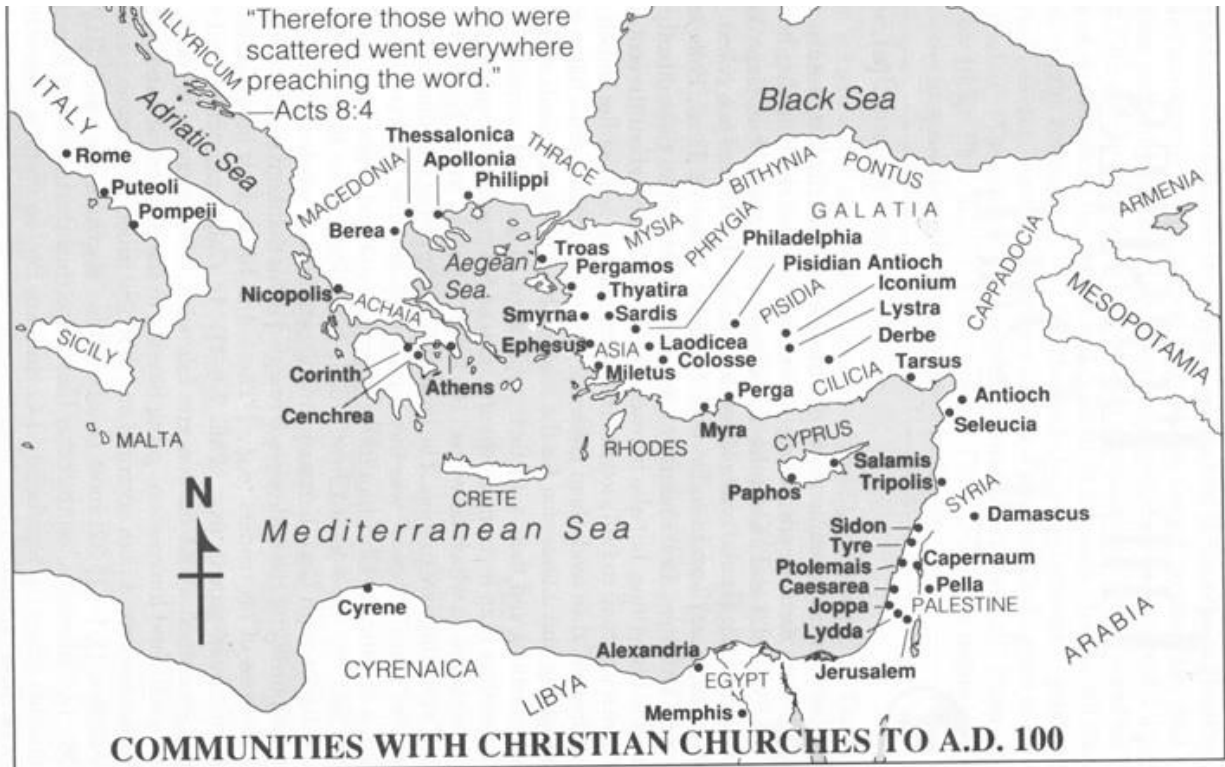 "Therefore those who were
scattered went everywhere
preaching the word."
—Acts 8:4
ILLYRICUM
ITALY
Adriatic Sea
Black Sea
Rome
Puteoli
Pompeii
Thessalonica
Apollonia
Philippi
MACEDONIA
THRACE
Berea
BITHYNIA
PONTUS
ARMENIA
MYSIA
PHRYGIA
GALATIA
CAPPADOCIA
MESOPOTAMIA
Aegean
Sea.
Troas
Pergamos
Thyatira
Philadelphia
Pisidian Antioch
Iconium
Lystra
Derbe
PISIDIA
Nicopolis
ACHAIA
Smyrna
Sardis
SICILY
Ephesus
ASIA
Laodicea
Colosse
Miletus
Corinth
Athens
Cenchrea
CILICIA
Tarsus
Perga
Myra
Antioch
Seleucia
MALTA
RHODES
CYPRUS
Salamis
Paphos
Tripolis
SYRIA
CRETE
N
Mediterranean Sea
Damascus
Sidon
Tyre
Ptolemais
Capernaum
Caesarea
Pella
Joppa
PALESTINE
Lydda
Jerusalem
ARABIA
Cyrene
CYRENAICA
LIBYA
Alexandria
EGYPT
Memphis
COMMUNITIES WITH CHRISTIAN CHURCHES TO A.D. 100